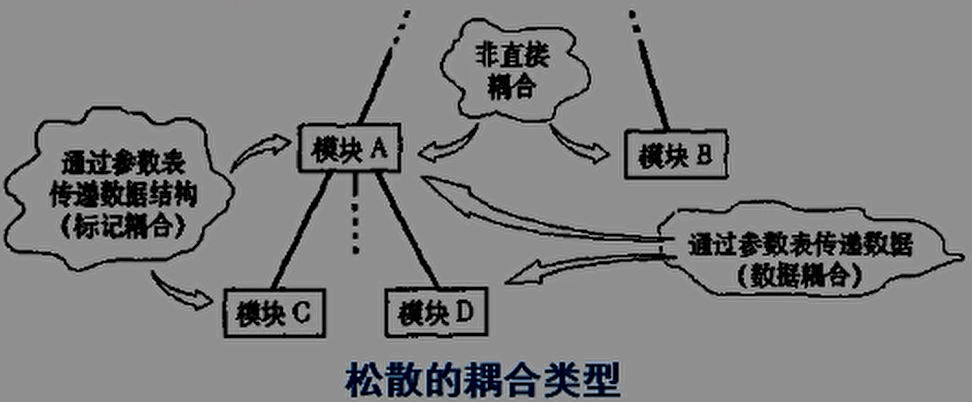 非直接
耦合
模块 A
模块 B
通过参数表
传递数据结构
(标记耦合)
通过参数表传递数据
(数据耦合)
模块 C
模块 D
松散的耦合类型